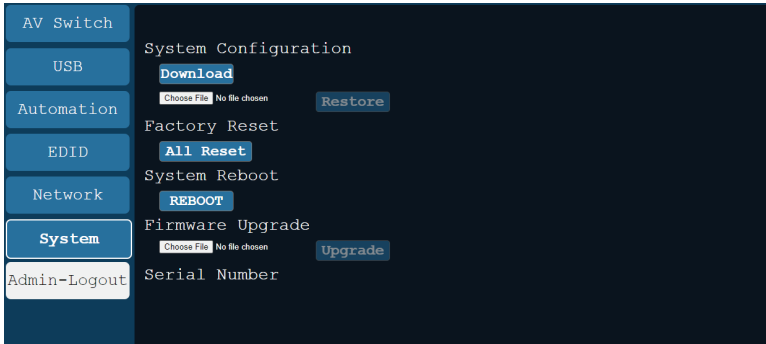 AV Switch
USB
Automation
EDID
Network
System
Admin-Logout
System Configuration
Download
Choose File No file chosen Restore
Factory Reset
All Reset
System Reboot
REBOOT
Firmware Upgrade
Choose File No file chosen Upgrade
Serial Number